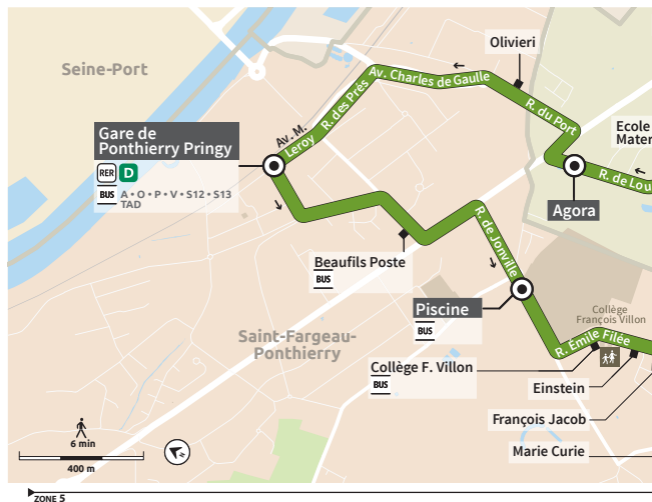 Seine-Port
Olivieri
Av. Charles de Gaulle
R. des Prés
Av. M.
Leroy
R. du Port
Gare de
Ponthierry Pringy
RER D
BUS A • O • P • V • S12 • S13
TAD
Ecole
Mater
R. de Lou
Agora
R. de Jonville
Beaufils Poste
BUS
Piscine
BUS
Collège
François Villon
Saint-Fargeau-
Ponthierry
R. Émile Filée
Collège F. Villon
BUS
Einstein
François Jacob
Marie Curie
6 min
400 m
N
ZONE 5